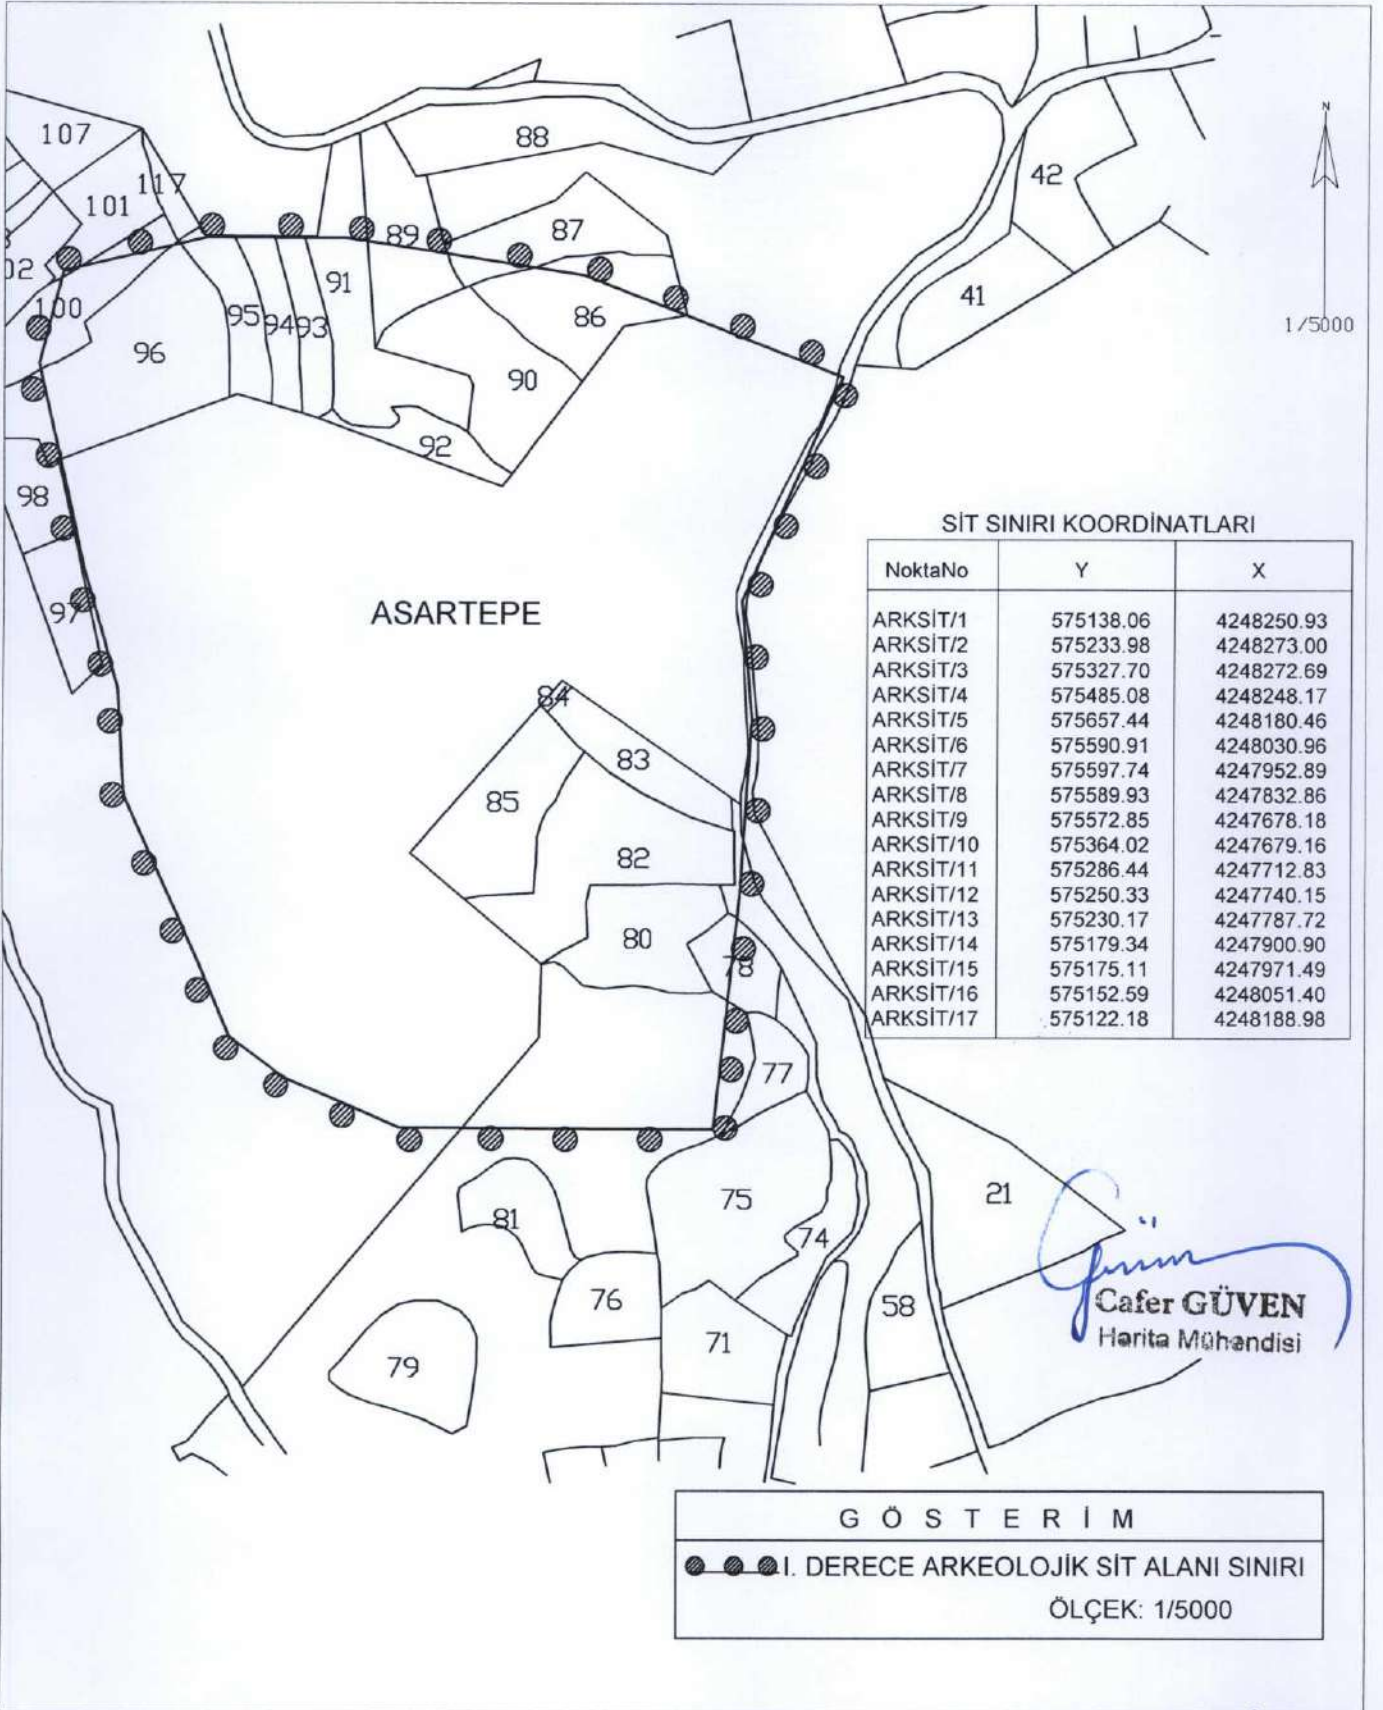 N
1/5000
107
88
42
117
101
89
87
02
41
100
91
95
94
93
86
96
90
92
98
SİT SINIRI KOORDİNATLARI
NoktaNo Y X
ARKSİT/1 575138.06 4248250.93
ARKSİT/2 575233.98 4248273.00
ARKSİT/3 575327.70 4248272.69
ARKSİT/4 575485.08 4248248.17
ARKSİT/5 575657.44 4248180.46
ARKSİT/6 575590.91 4248030.96
ARKSİT/7 575597.74 4247952.89
ARKSİT/8 575589.93 4247832.86
ARKSİT/9 575572.85 4247678.18
ARKSİT/10 575364.02 4247679.16
ARKSİT/11 575286.44 4247712.83
ARKSİT/12 575250.33 4247740.15
ARKSİT/13 575230.17 4247787.72
ARKSİT/14 575179.34 4247900.90
ARKSİT/15 575175.11 4247971.49
ARKSİT/16 575152.59 4248051.40
ARKSİT/17 575122.18 4248188.98
ASARTEPE
97
84
83
85
82
80
78
77
75
21
81
74
76
58
71
79
Cafer GÜVEN
Harita Mühendisi
GÖSTERİM
I. DERECE ARKEOLOJİK SİT ALANI SINIRI
ÖLÇEK: 1/5000